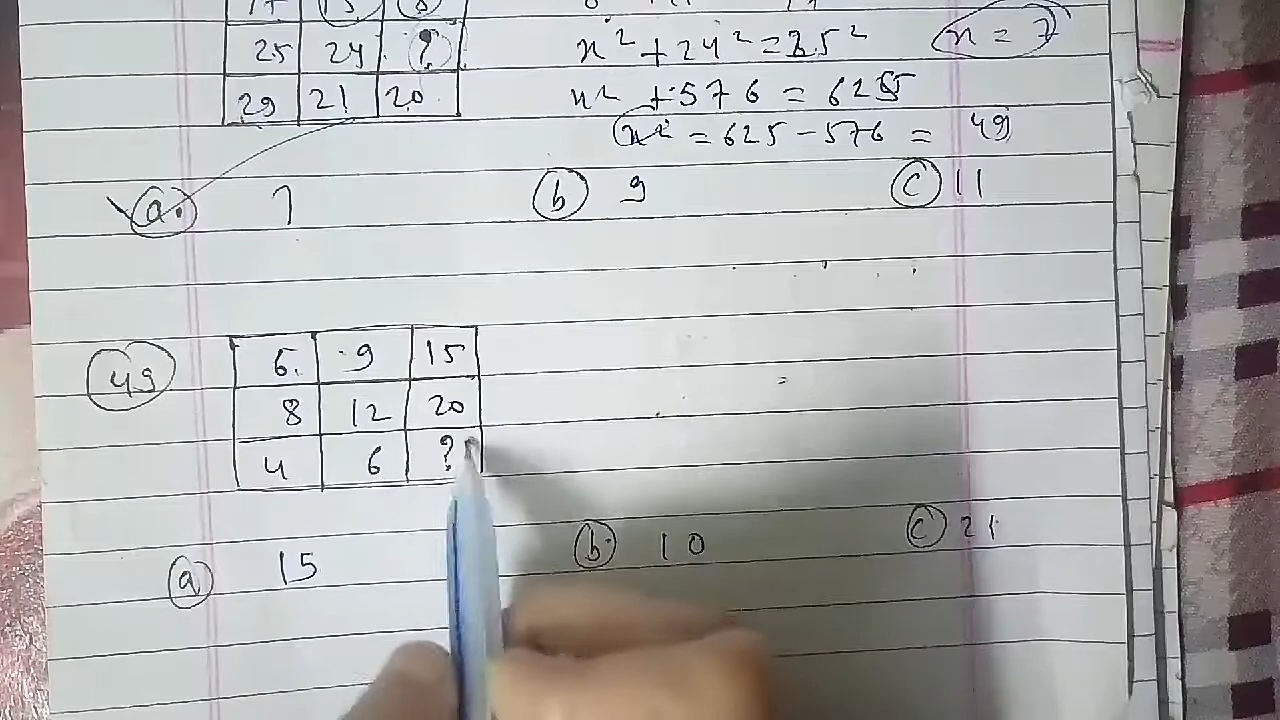 25 24 ?
x² + 24² = 25²
x = 7
29 21 20
x² + 576 = 625
x² = 625 - 576 = 49
a. 7
b 9
c 11
49
6. 9 15
8 12 20
4 6 ?
a 15
b. 10
c 21